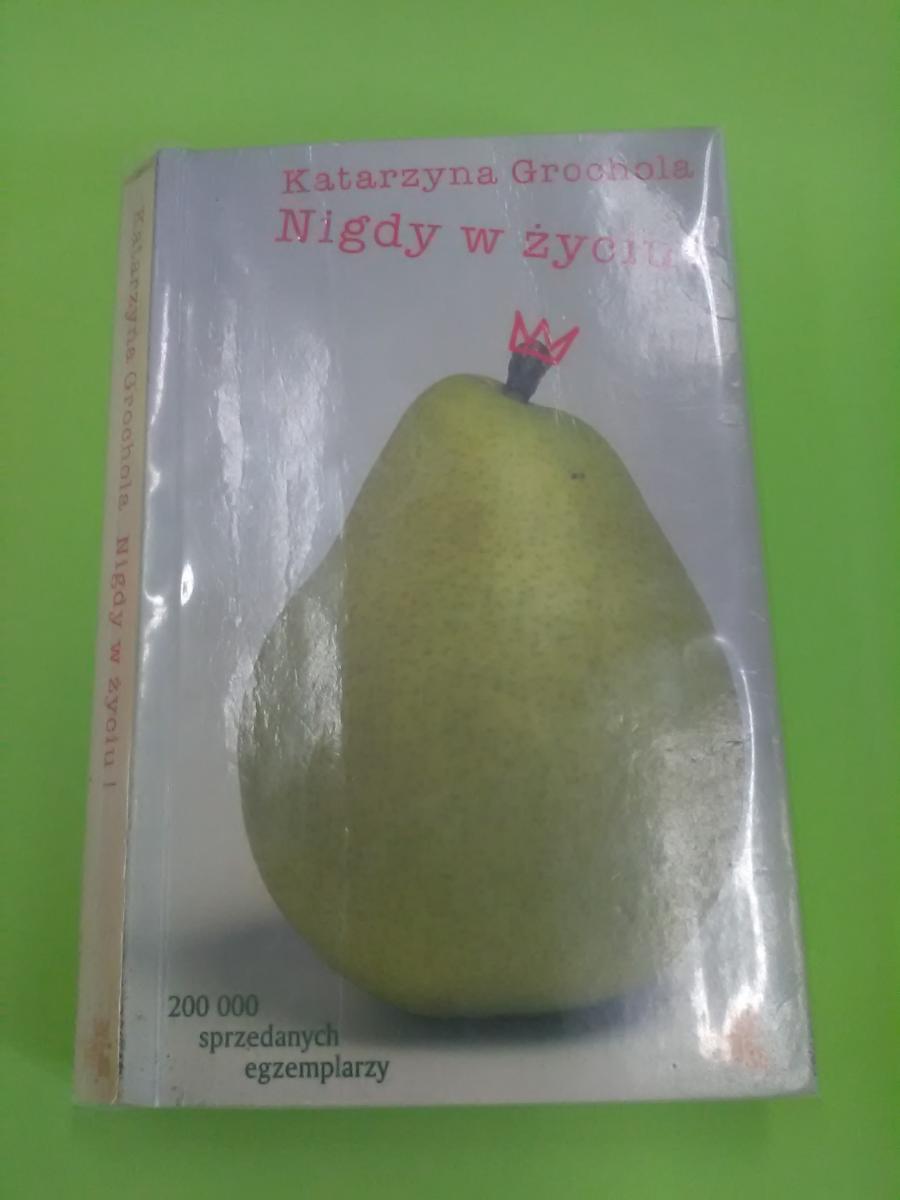 Katarzyna Grochola
Nigdy w życiu
200 000
sprzedanych
egzemplarzy
Katarzyna Grochola Nigdy w życiu!